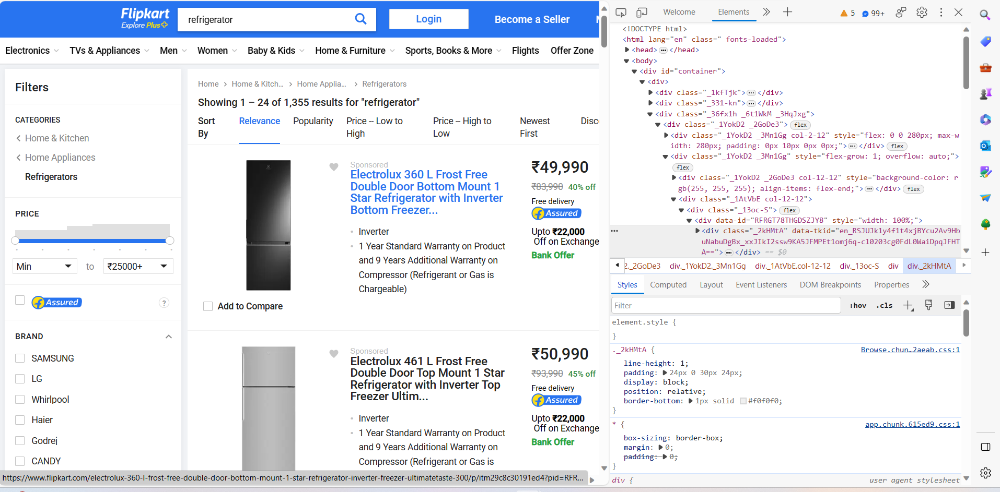 Flipkart
Explore Plus
refrigerator
Login
Become a Seller
Electronics
TVs & Appliances
Men
Women
Baby & Kids
Home & Furniture
Sports, Books & More
Flights
Offer Zone
Filters
CATEGORIES
Home & Kitchen
Home Appliances
Refrigerators
PRICE
Min
to
₹25000+
Assured
?
BRAND
SAMSUNG
LG
Whirlpool
Haier
Godrej
CANDY
Home > Home & Kitch... > Home Applia... > Refrigerators
Showing 1 – 24 of 1,355 results for "refrigerator"
Sort By
Relevance
Popularity
Price -- Low to High
Price -- High to Low
Newest First
Disc
Sponsored
Electrolux 360 L Frost Free
Double Door Bottom Mount 1
Star Refrigerator with Inverter
Bottom Freezer...
Inverter
1 Year Standard Warranty on Product
and 9 Years Additional Warranty on
Compressor (Refrigerant or Gas is
Chargeable)
₹49,990
₹83,990 40% off
Free delivery
Assured
Upto ₹22,000
Off on Exchange
Bank Offer
Add to Compare
Sponsored
Electrolux 461 L Frost Free
Double Door Top Mount 1 Star
Refrigerator with Inverter Top
Freezer Ultim...
Inverter
1 Year Standard Warranty on Product
and 9 Years Additional Warranty on
Compressor (Refrigerant or Gas is
₹50,990
₹93,990 45% off
Free delivery
Assured
Upto ₹22,000
Off on Exchange
Bank Offer
https://www.flipkart.com/electrolux-360-l-frost-free-double-door-bottom-mount-1-star-refrigerator-inverter-freezer-ultimatetaste-300/p/itm29c8c30191ed4?pid=RFR...
Welcome
Elements
5
99+
<!DOCTYPE html>
<html lang="en" class=" fonts-loaded">
<head>…</head>
<body>
<div id="container">
<div>
<div class="_1kfTjk">…</div>
<div class="_331-kn">…</div>
<div class="_36fx1h _6t1WkM _3HqJxg">
<div class="_1YokD2 _2GoDe3"> flex
<div class="_1YokD2 _3Mn1Gg col-2-12" style="flex: 0 0 280px; max-w
idth: 280px; padding: 0px 10px 0px 0px;">…</div> flex
<div class="_1YokD2 _3Mn1Gg" style="flex-grow: 1; overflow: auto;">
flex
<div class="_1YokD2 _2GoDe3 col-12-12" style="background-color: r
gb(255, 255, 255); align-items: flex-end;">…</div> flex
<div class="_1AtVbE col-12-12">
<div class="_13oc-S"> flex
<div data-id="RFRGT78THGDSZJY8" style="width: 100%;">
<div class="_2kHMtA" data-tkid="en_RSJUJk1y4f1t4xjBYcu2Av9Hb
uNabuDgBx_xxJIkI2ssw9KA5JFMPEt1omj6q-cl0203cg0FdL0WaiDpqJFHT
A==">…</div> == $0
2._2GoDe3
div._1YokD2._3Mn1Gg
div._1AtVbE.col-12-12
div._13oc-S
div
div._2kHMtA
Styles
Computed
Layout
Event Listeners
DOM Breakpoints
Properties
Filter
:hov
.cls
element.style {
}
._2kHMtA {
Browse.chun…2aeab.css:1
line-height: 1;
padding: 24px 0 30px 24px;
display: block;
position: relative;
border-bottom: 1px solid #f0f0f0;
}
* {
app.chunk.615ed9.css:1
box-sizing: border-box;
margin: 0;
padding: 0;
}
div {
user agent stylesheet